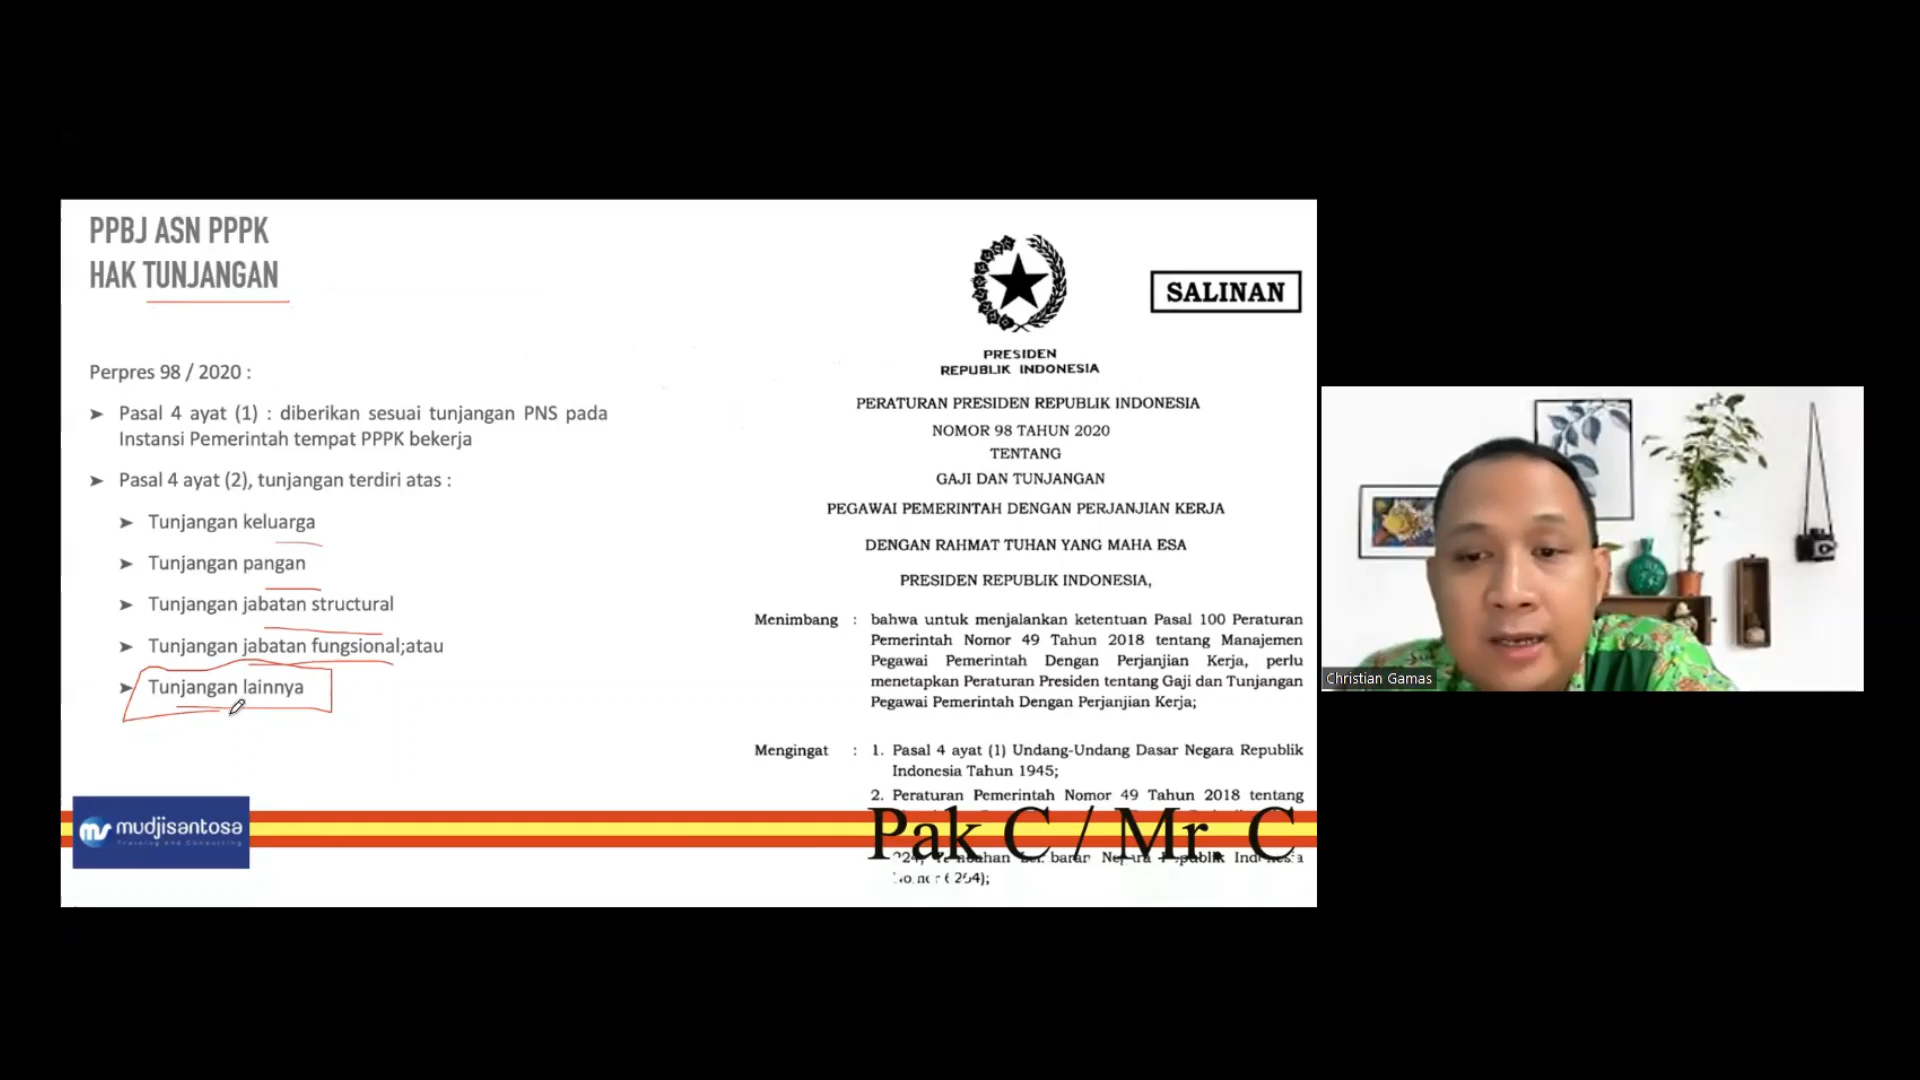 PPBJ ASN PPPK
HAK TUNJANGAN
Perpres 98 / 2020 :
➤ Pasal 4 ayat (1) : diberikan sesuai tunjangan PNS pada
Instansi Pemerintah tempat PPPK bekerja
➤ Pasal 4 ayat (2), tunjangan terdiri atas :
➤ Tunjangan keluarga
➤ Tunjangan pangan
➤ Tunjangan jabatan structural
➤ Tunjangan jabatan fungsional;atau
➤ Tunjangan lainnya
mudjisantosa
Training and Consulting
SALINAN
PRESIDEN
REPUBLIK INDONESIA
PERATURAN PRESIDEN REPUBLIK INDONESIA
NOMOR 98 TAHUN 2020
TENTANG
GAJI DAN TUNJANGAN
PEGAWAI PEMERINTAH DENGAN PERJANJIAN KERJA
DENGAN RAHMAT TUHAN YANG MAHA ESA
PRESIDEN REPUBLIK INDONESIA,
Menimbang : bahwa untuk menjalankan ketentuan Pasal 100 Peraturan
Pemerintah Nomor 49 Tahun 2018 tentang Manajemen
Pegawai Pemerintah Dengan Perjanjian Kerja, perlu
menetapkan Peraturan Presiden tentang Gaji dan Tunjangan
Pegawai Pemerintah Dengan Perjanjian Kerja;
Mengingat : 1. Pasal 4 ayat (1) Undang-Undang Dasar Negara Republik
Indonesia Tahun 1945;
2. Peraturan Pemerintah Nomor 49 Tahun 2018 tentang
Pak C / Mr. C
Christian Gamas